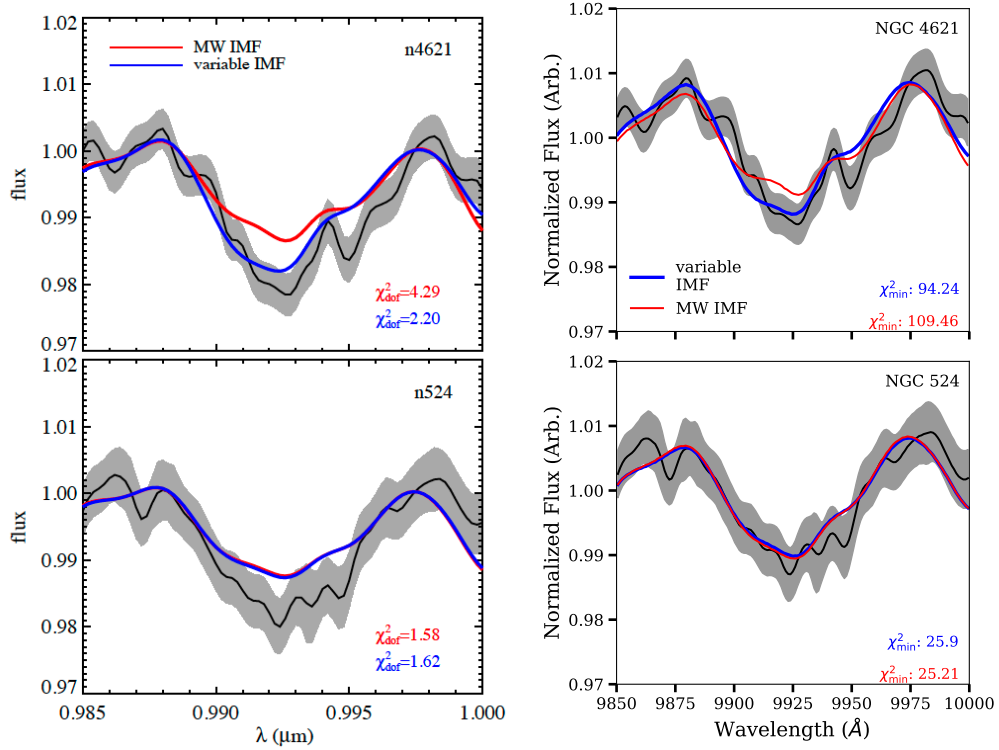 1.02
1.01
1.00
0.99
0.98
0.97
flux
MW IMF
variable IMF
n4621
χ²dof=4.29
χ²dof=2.20
1.02
1.01
1.00
0.99
0.98
0.97
flux
n524
χ²dof=1.58
χ²dof=1.62
0.985
0.990
0.995
1.000
λ (μm)
1.02
1.01
1.00
0.99
0.98
0.97
Normalized Flux (Arb.)
NGC 4621
variable
IMF
MW IMF
χ²min: 94.24
χ²min: 109.46
1.02
1.01
1.00
0.99
0.98
0.97
Normalized Flux (Arb.)
NGC 524
χ²min: 25.9
χ²min: 25.21
9850
9875
9900
9925
9950
9975
10000
Wavelength (Å)